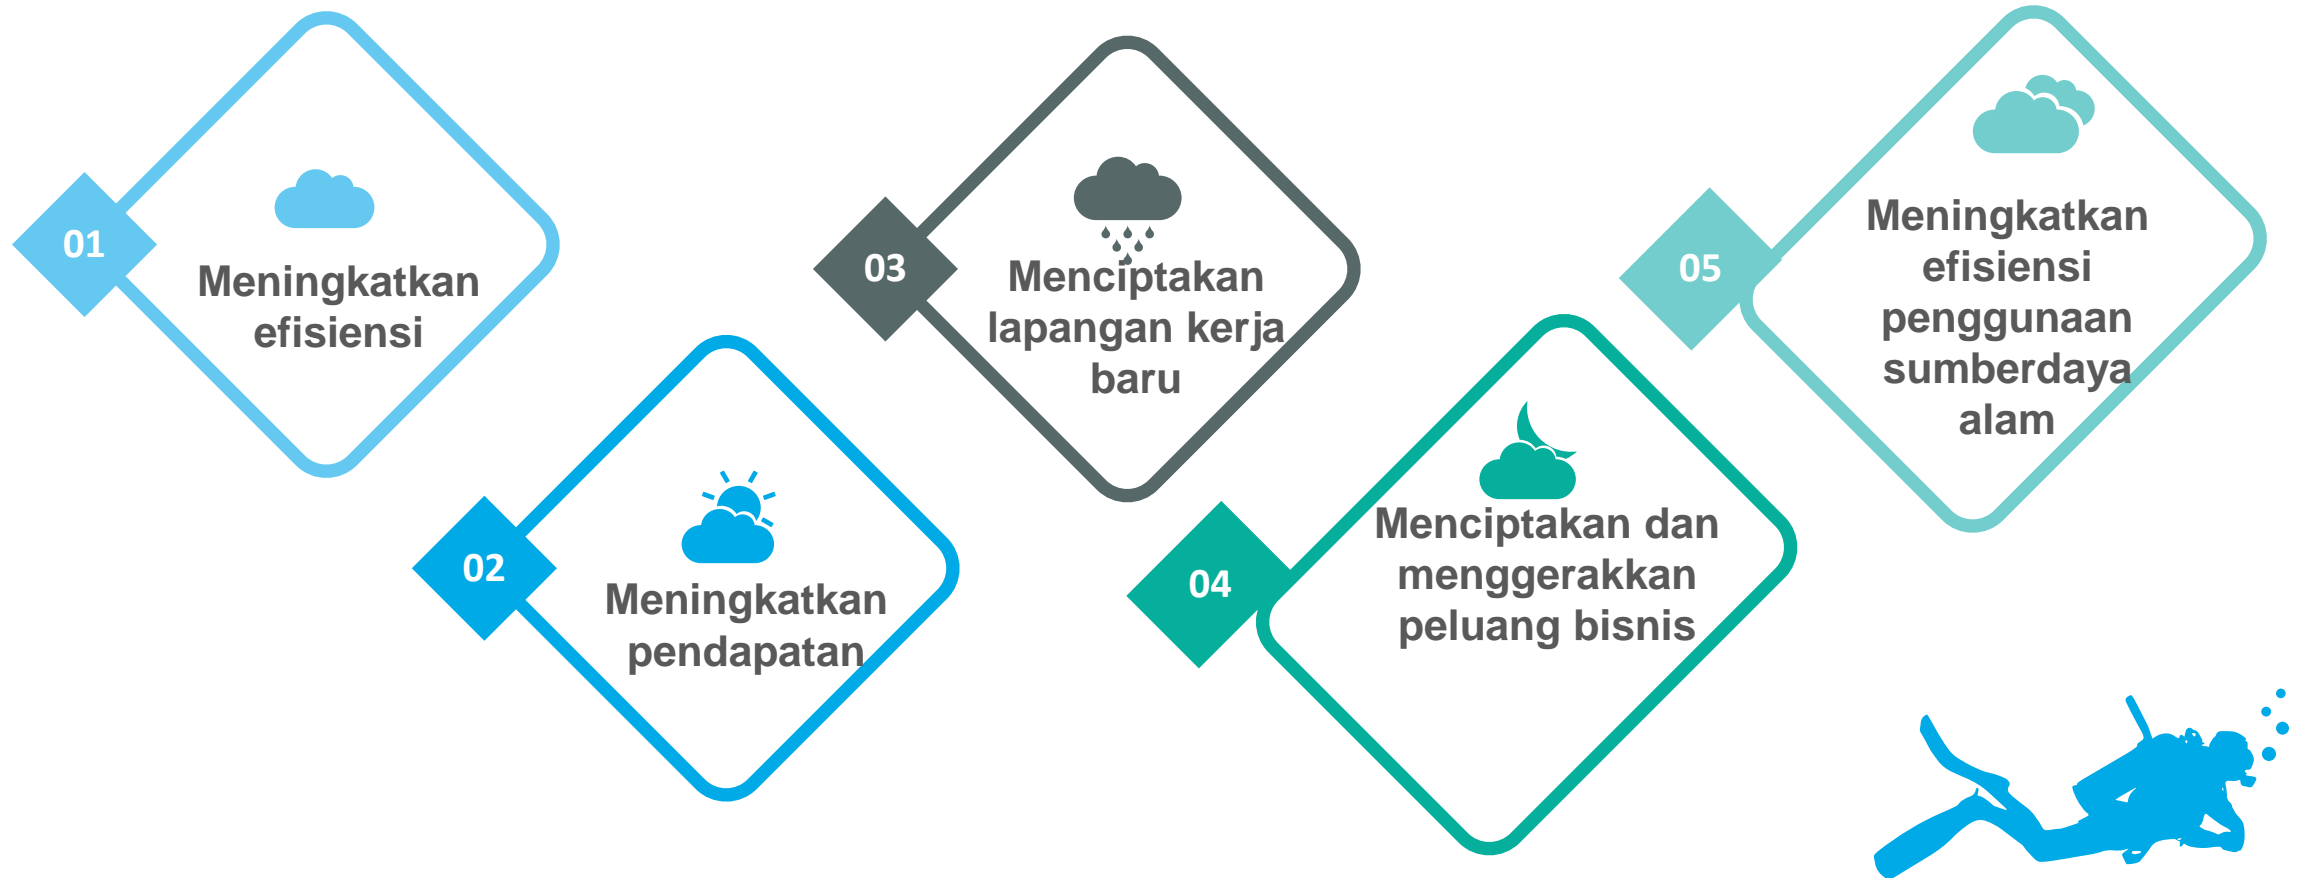 01
Meningkatkan
efisiensi
02
Meningkatkan
pendapatan
03
Menciptakan
lapangan kerja
baru
04
Menciptakan dan
menggerakkan
peluang bisnis
05
Meningkatkan
efisiensi
penggunaan
sumberdaya
alam